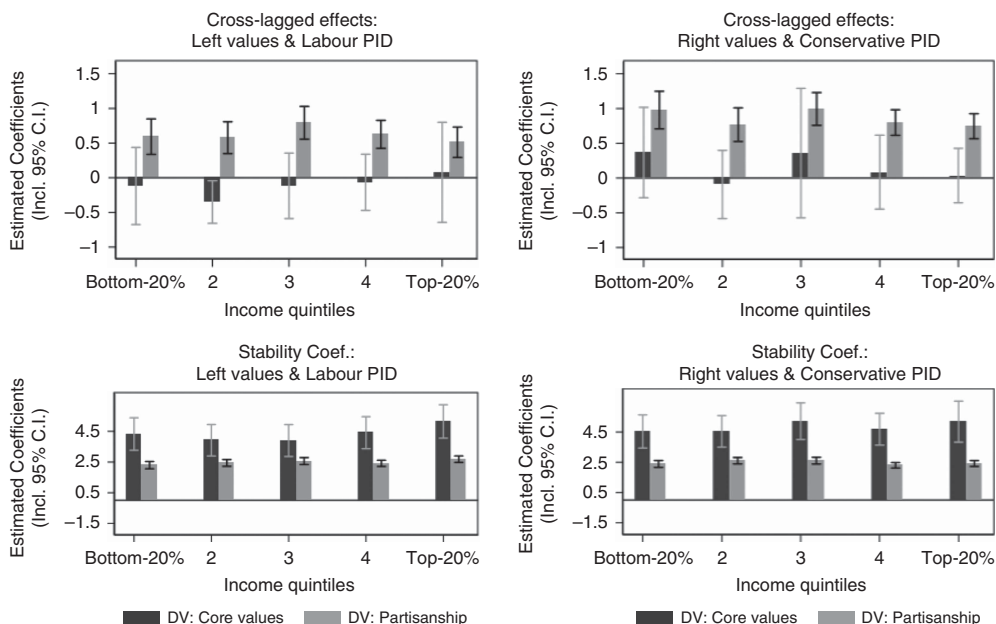 Cross-lagged effects:
Left values & Labour PID
Estimated Coefficients
(Incl. 95% C.I.)
1.5
1
0.5
0
–0.5
–1
Bottom-20% 2 3 4 Top-20%
Income quintiles
Cross-lagged effects:
Right values & Conservative PID
Estimated Coefficients
(Incl. 95% C.I.)
1.5
1
0.5
0
–0.5
–1
Bottom-20% 2 3 4 Top-20%
Income quintiles
Stability Coef.:
Left values & Labour PID
Estimated Coefficients
(Incl. 95% C.I.)
4.5
2.5
0.5
–1.5
Bottom-20% 2 3 4 Top-20%
Income quintiles
DV: Core values DV: Partisanship
Stability Coef.:
Right values & Conservative PID
Estimated Coefficients
(Incl. 95% C.I.)
4.5
2.5
0.5
–1.5
Bottom-20% 2 3 4 Top-20%
Income quintiles
DV: Core values DV: Partisanship